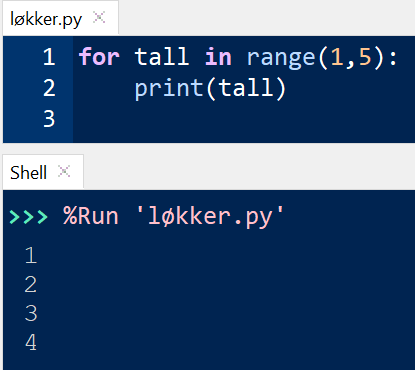 løkker.py
1 for tall in range(1,5):
2     print(tall)
3
Shell
>>> %Run 'løkker.py'
1
2
3
4